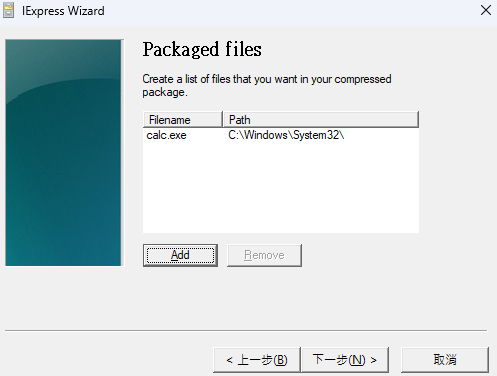 IExpress Wizard
Packaged files
Create a list of files that you want in your compressed
package.
Filename Path
calc.exe C:\Windows\System32\
Add Remove
< 上一步(B) 下一步(N) > 取消